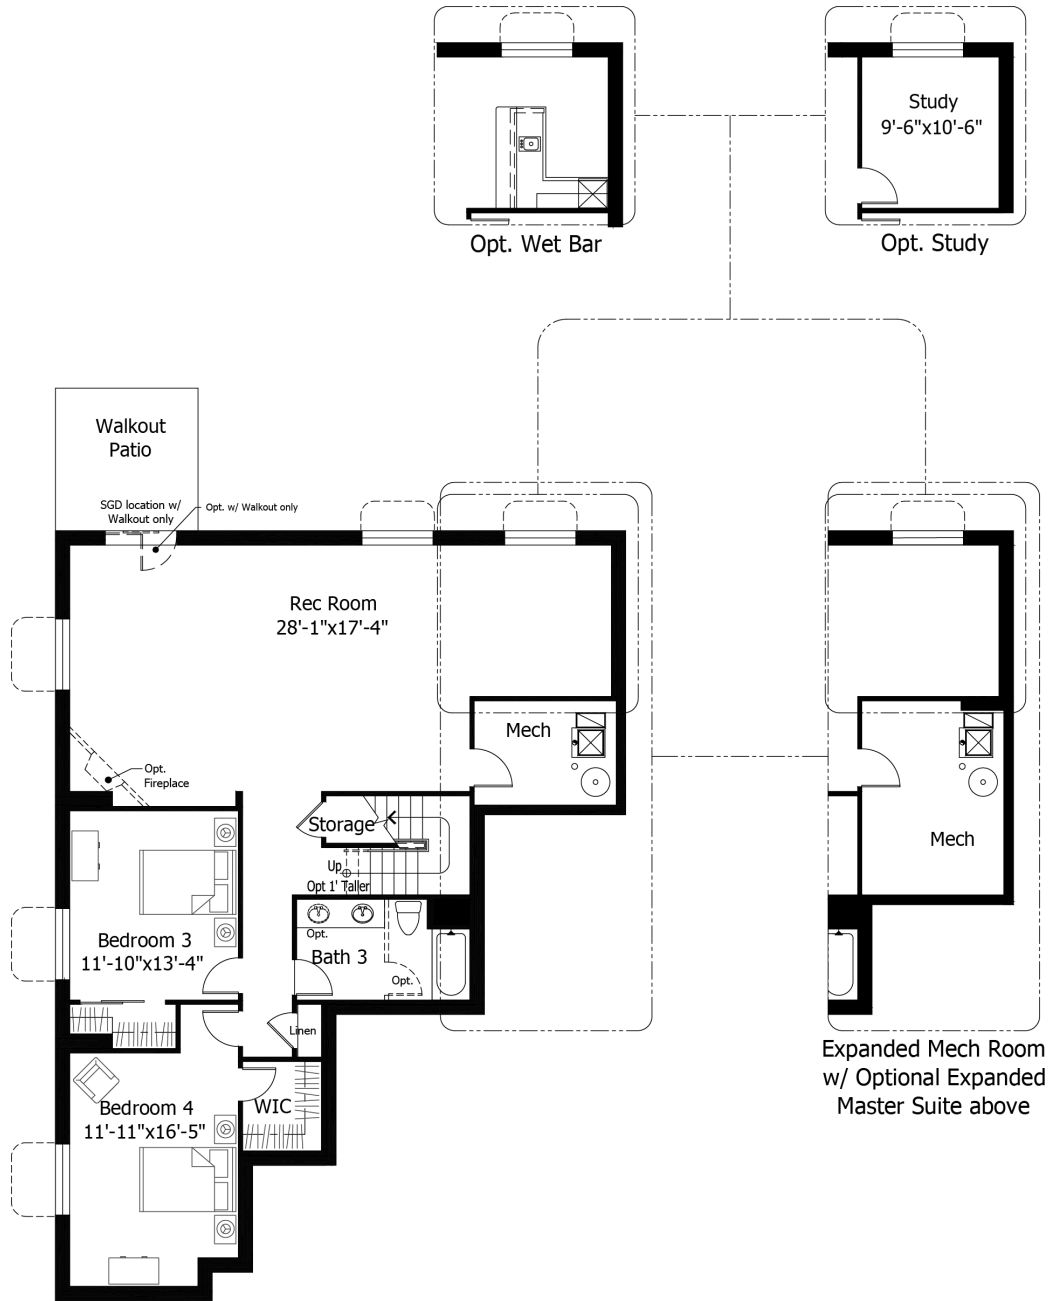 Study
9'-6"x10'-6"
Opt. Wet Bar
Opt. Study
Walkout
Patio
SGD location w/
Walkout only
Opt. w/ Walkout only
Rec Room
28'-1"x17'-4"
Mech
Opt.
Fireplace
Storage
Up
Opt 1' Taller
Mech
Opt.
Bath 3
Opt.
Bedroom 3
11'-10"x13'-4"
Linen
Expanded Mech Room
w/ Optional Expanded
Master Suite above
WIC
Bedroom 4
11'-11"x16'-5"